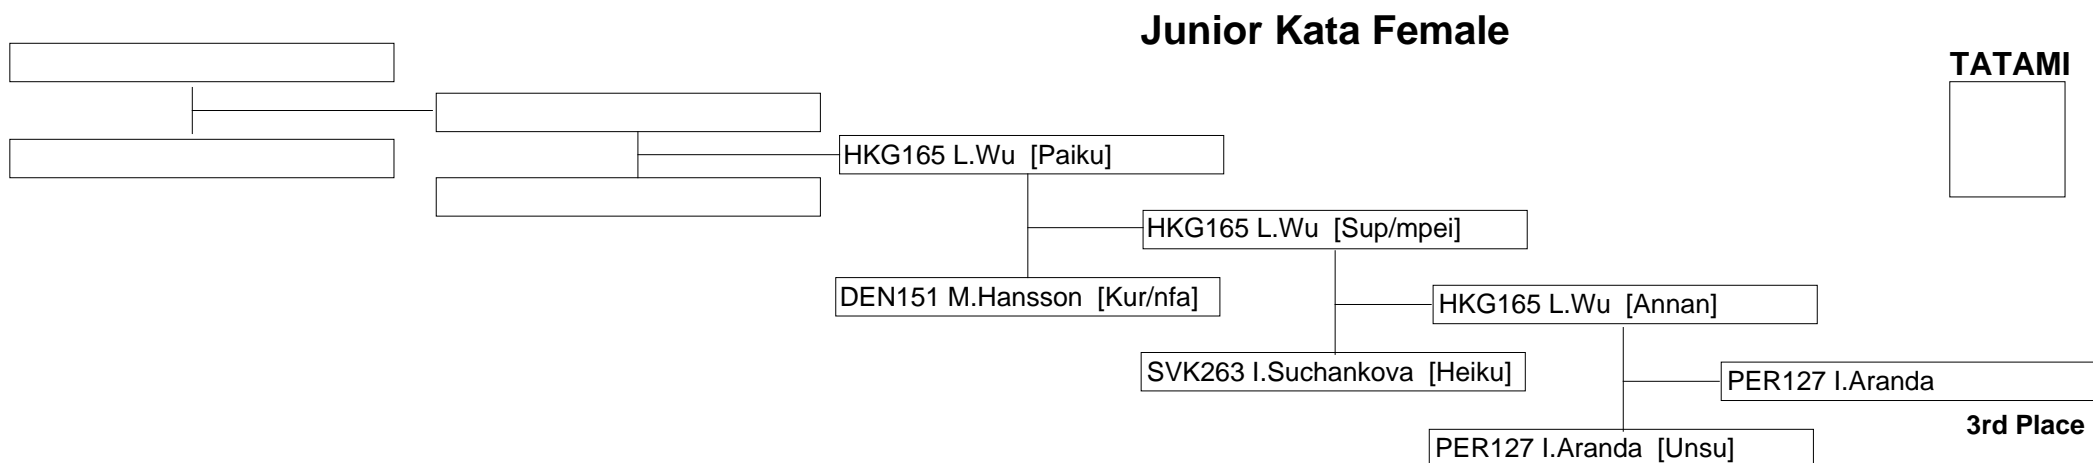 Junior Kata Female
TATAMI
HKG165 L.Wu  [Paiku]
HKG165 L.Wu  [Sup/mpei]
DEN151 M.Hansson  [Kur/nfa]
HKG165 L.Wu  [Annan]
SVK263 I.Suchankova  [Heiku]
PER127 I.Aranda
3rd Place
PER127 I.Aranda  [Unsu]